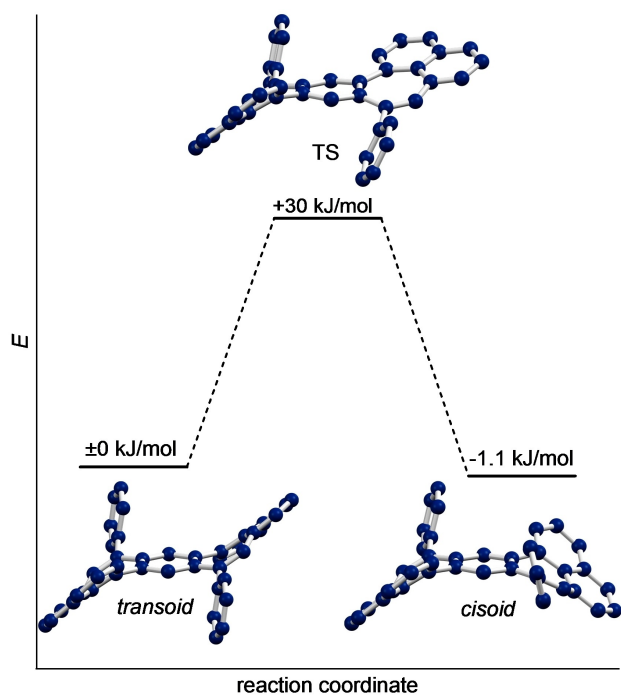 TS
+30 kJ/mol
E
±0 kJ/mol
-1.1 kJ/mol
transoid
cisoid
reaction coordinate